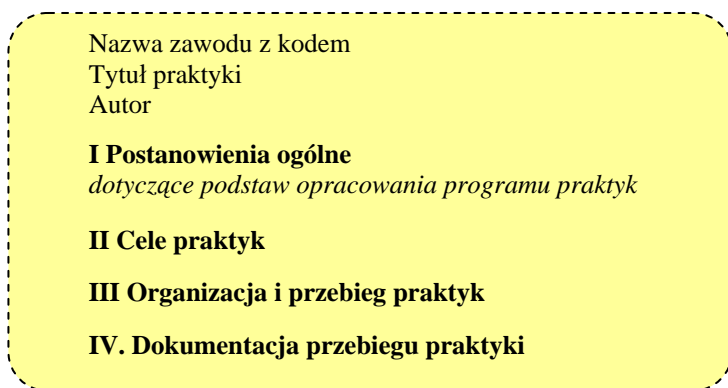 Nazwa zawodu z kodem
Tytuł praktyki
Autor
I Postanowienia ogólne
dotyczące podstaw opracowania programu praktyk
II Cele praktyk
III Organizacja i przebieg praktyk
IV. Dokumentacja przebiegu praktyki